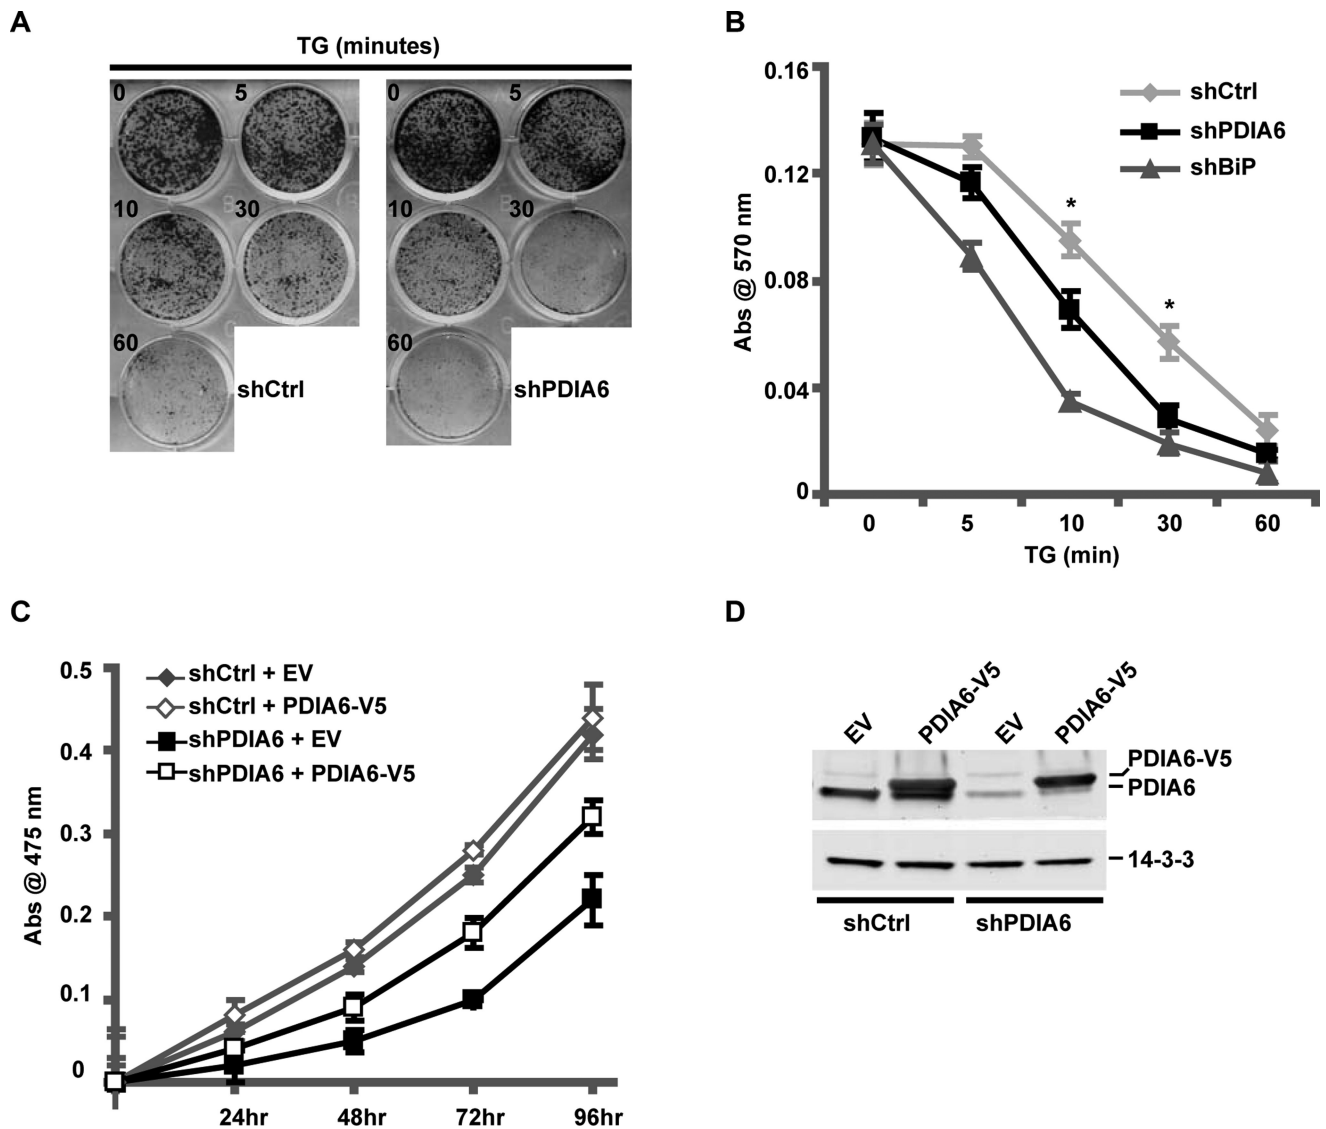 A
TG (minutes)
0
5
10
30
60
shCtrl
0
5
10
30
60
shPDIA6
B
0.16
0.12
0.08
0.04
0
Abs @ 570 nm
shCtrl
shPDIA6
shBiP
*
*
0
5
10
30
60
TG (min)
C
0.5
0.4
0.3
0.2
0.1
0
Abs @ 475 nm
shCtrl + EV
shCtrl + PDIA6-V5
shPDIA6 + EV
shPDIA6 + PDIA6-V5
24hr
48hr
72hr
96hr
D
EV
PDIA6-V5
EV
PDIA6-V5
PDIA6-V5
PDIA6
14-3-3
shCtrl
shPDIA6